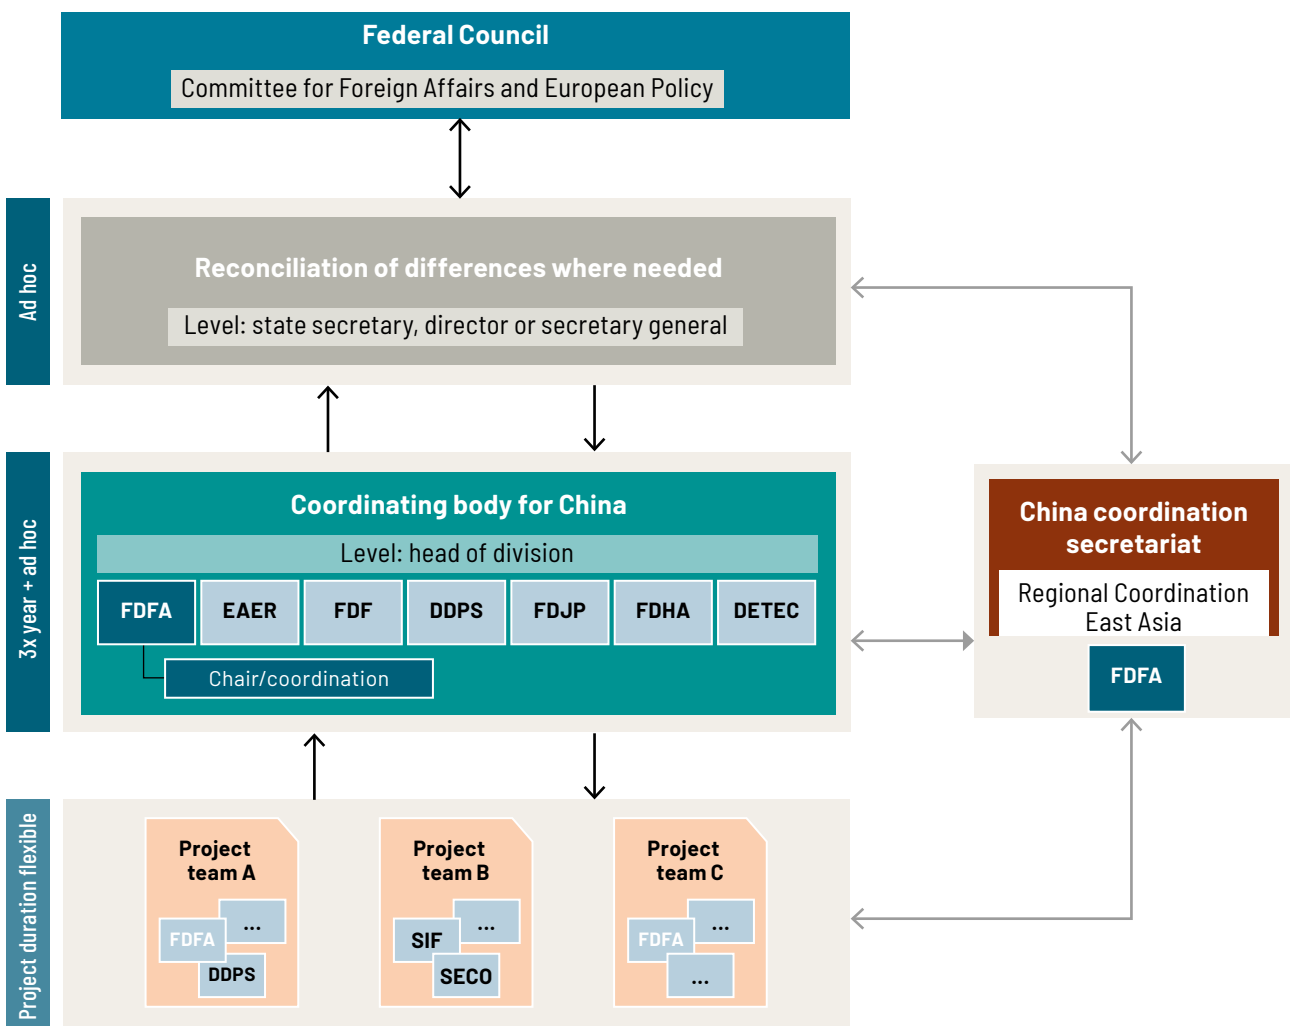 Federal Council
Committee for Foreign Affairs and European Policy
Ad hoc
Reconciliation of differences where needed
Level: state secretary, director or secretary general
3x year + ad hoc
Coordinating body for China
Level: head of division
FDFA
EAER
FDF
DDPS
FDJP
FDHA
DETEC
Chair/coordination
China coordination
secretariat
Regional Coordination
East Asia
FDFA
Project duration flexible
Project
team A
...
FDFA
DDPS
Project
team B
...
SIF
SECO
Project
team C
...
FDFA
...